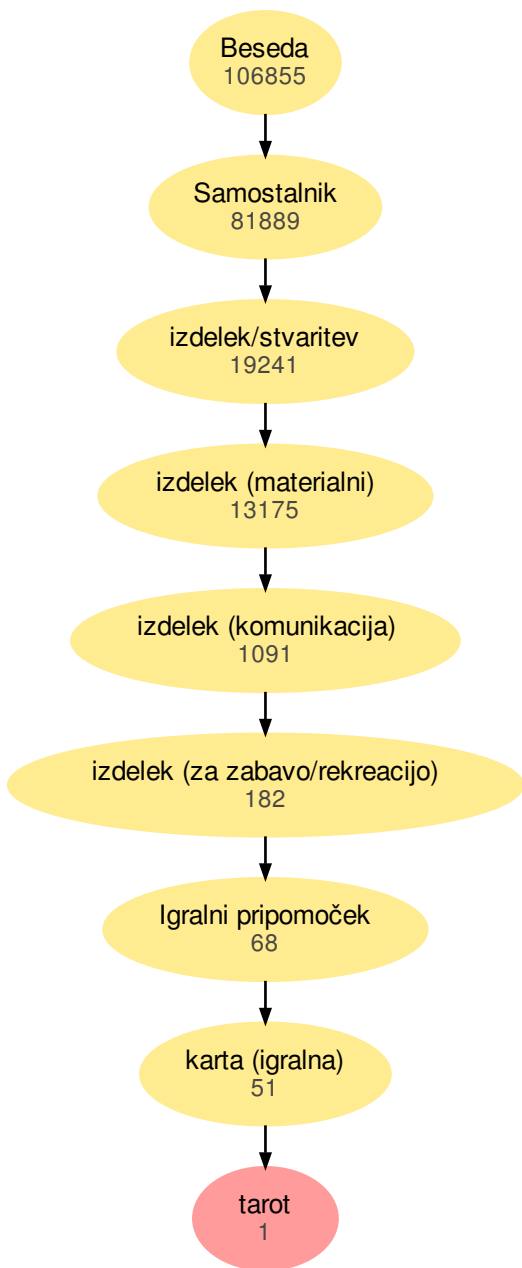 Beseda
106855
Samostalnik
81889
izdelek/stvaritev
19241
izdelek (materialni)
13175
izdelek (komunikacija)
1091
izdelek (za zabavo/rekreacijo)
182
Igralni pripomoček
68
karta (igralna)
51
tarot
1